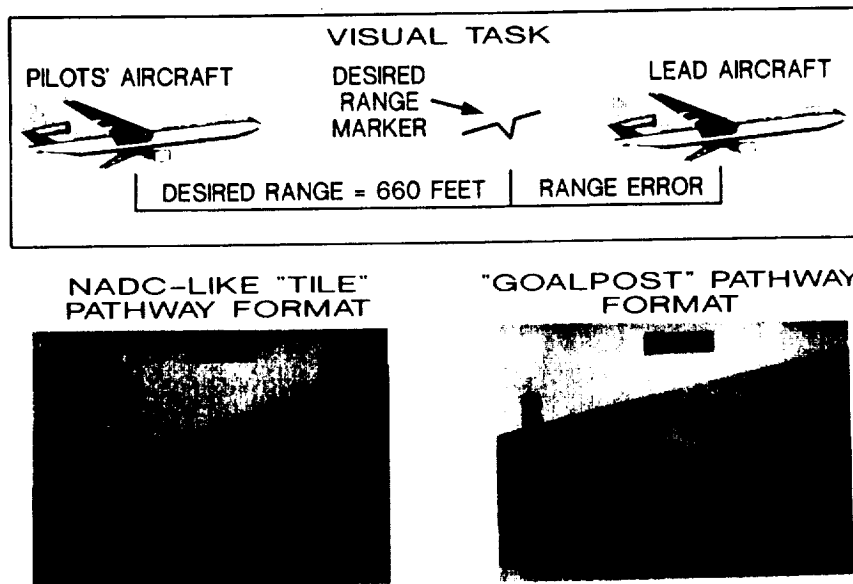 VISUAL TASK
PILOTS' AIRCRAFT
DESIRED
RANGE
MARKER
LEAD AIRCRAFT
DESIRED RANGE = 660 FEET
RANGE ERROR
NADC-LIKE "TILE"
PATHWAY FORMAT
"GOALPOST" PATHWAY
FORMAT